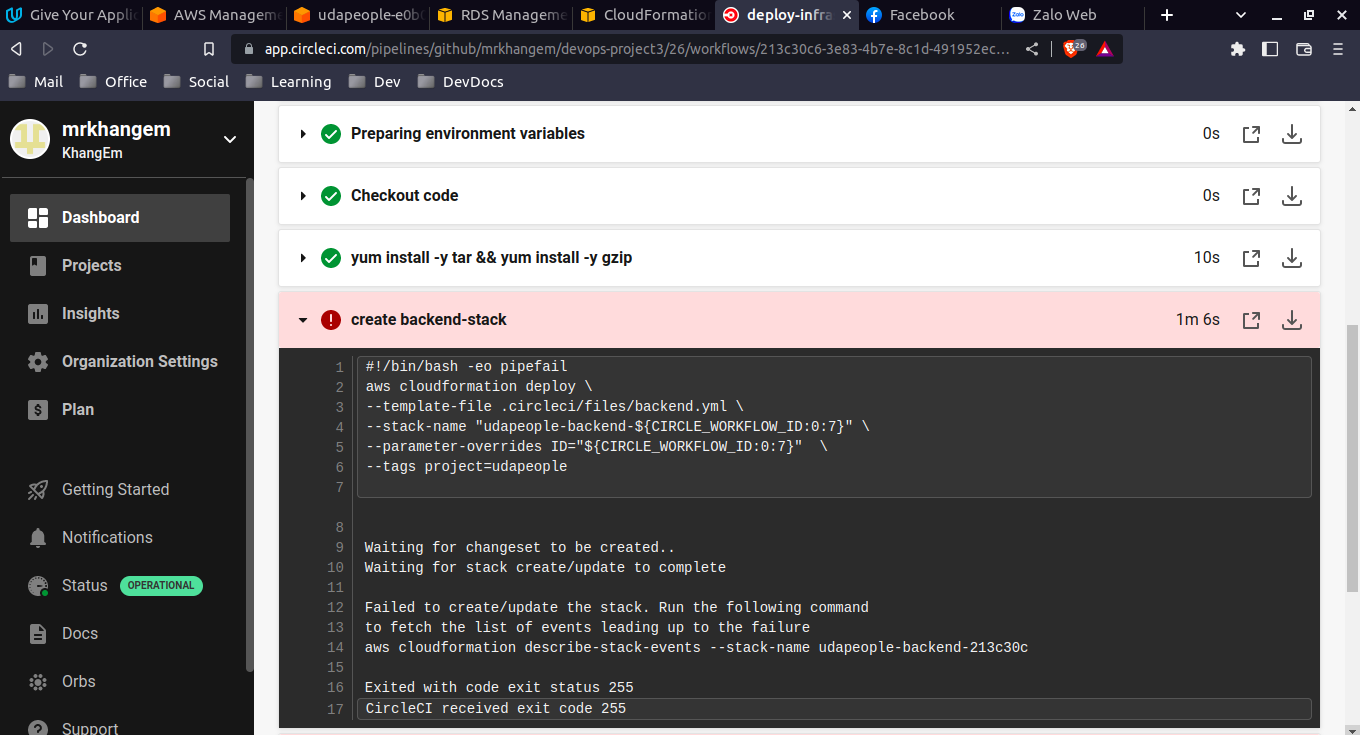 Give Your Applic
AWS Manageme
udapeople-e0b
RDS Manageme
CloudFormation
deploy-infra
Facebook
Zalo Web
app.circleci.com/pipelines/github/mrkhangem/devops-project3/26/workflows/213c30c6-3e83-4b7e-8c1d-491952ec...
26
Mail
Office
Social
Learning
Dev
DevDocs
mrkhangem
KhangEm
Dashboard
Projects
Insights
Organization Settings
Plan
Getting Started
Notifications
Status OPERATIONAL
Docs
Orbs
Support
Preparing environment variables 0s
Checkout code 0s
yum install -y tar && yum install -y gzip 10s
create backend-stack 1m 6s
1 #!/bin/bash -eo pipefail
2 aws cloudformation deploy \
3 --template-file .circleci/files/backend.yml \
4 --stack-name "udapeople-backend-${CIRCLE_WORKFLOW_ID:0:7}" \
5 --parameter-overrides ID="${CIRCLE_WORKFLOW_ID:0:7}"  \
6 --tags project=udapeople
7
8
9 Waiting for changeset to be created..
10 Waiting for stack create/update to complete
11
12 Failed to create/update the stack. Run the following command
13 to fetch the list of events leading up to the failure
14 aws cloudformation describe-stack-events --stack-name udapeople-backend-213c30c
15
16 Exited with code exit status 255
17 CircleCI received exit code 255